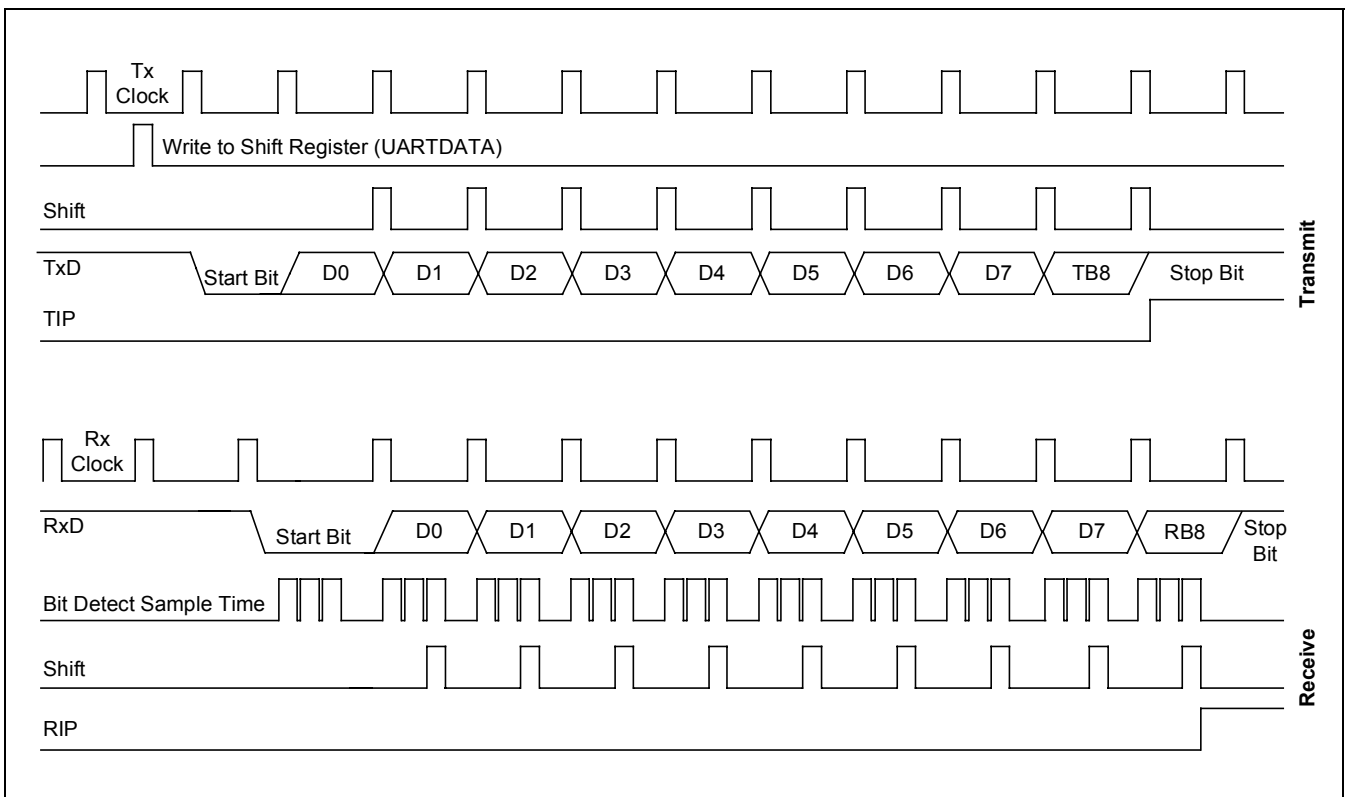 Tx
Clock
Write to Shift Register (UARTDATA)
Shift
TxD
Start Bit
D0
D1
D2
D3
D4
D5
D6
D7
TB8
Stop Bit
TIP
Transmit
Rx
Clock
RxD
Start Bit
D0
D1
D2
D3
D4
D5
D6
D7
RB8
Stop
Bit
Bit Detect Sample Time
Shift
RIP
Receive